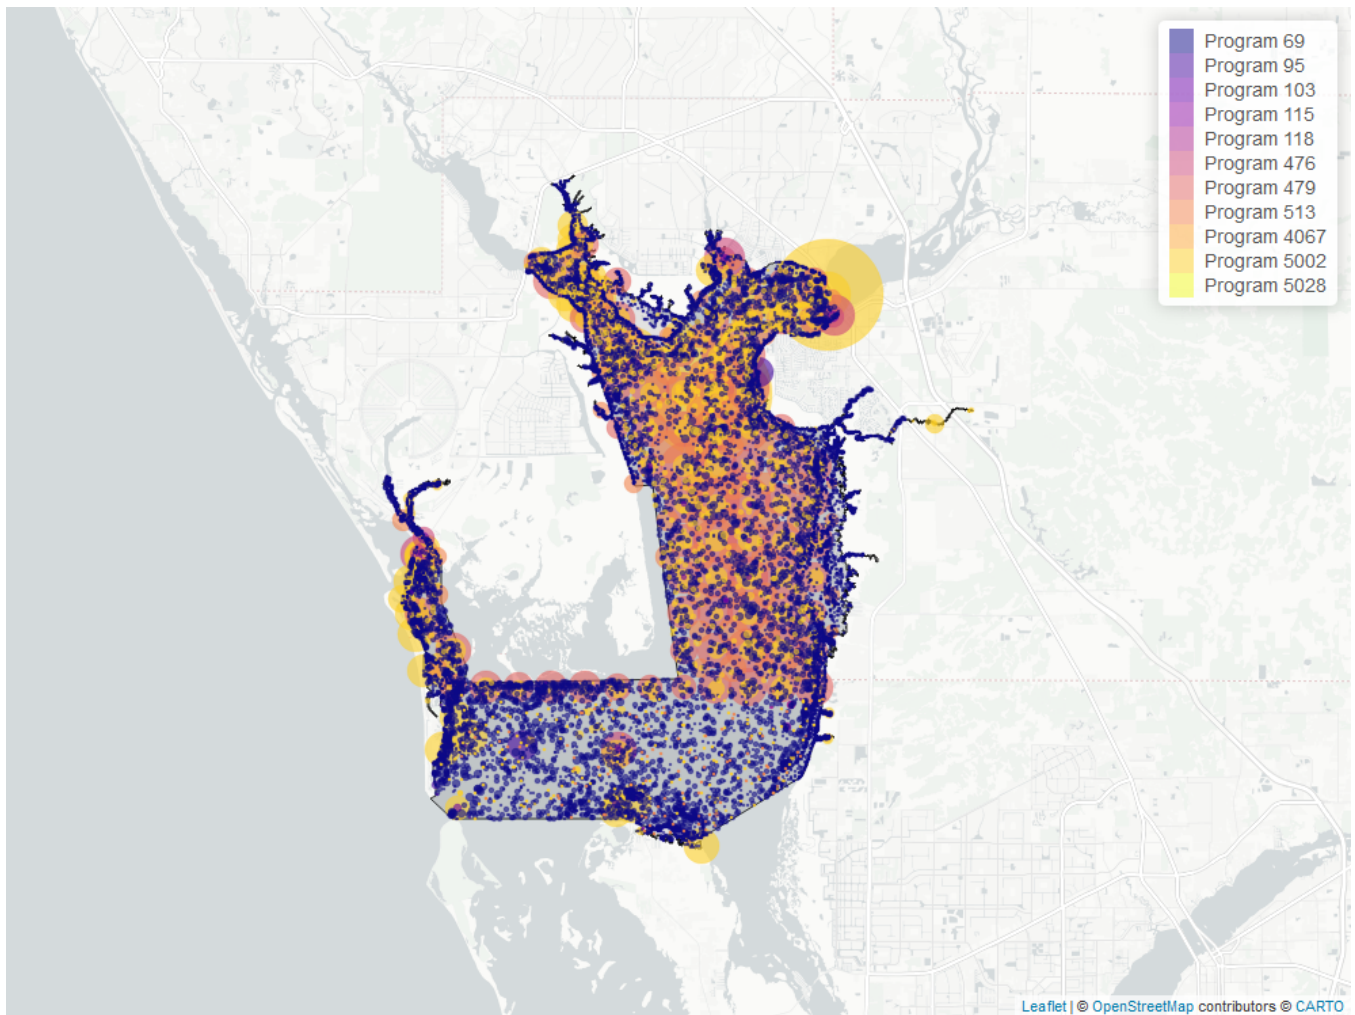 Program 69
Program 95
Program 103
Program 115
Program 118
Program 476
Program 479
Program 513
Program 4067
Program 5002
Program 5028
Leaflet | © OpenStreetMap contributors © CARTO